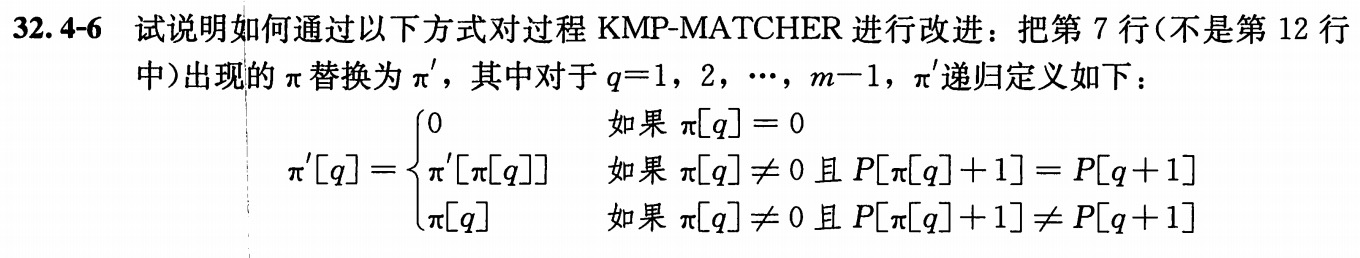 32.4-6 试说明如何通过以下方式对过程 KMP-MATCHER 进行改进：把第 7 行(不是第 12 行
中)出现的 π 替换为 π′，其中对于 q=1，2，…，m−1，π′递归定义如下：
π′[q]=
0 如果 π[q] = 0
π′[π[q]] 如果 π[q] ≠ 0 且 P[π[q]+1] = P[q+1]
π[q] 如果 π[q] ≠ 0 且 P[π[q]+1] ≠ P[q+1]